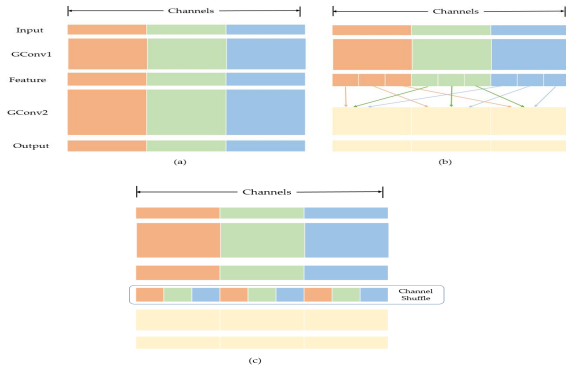 Channels
Input
GConv1
Feature
GConv2
Output
(a)
Channels
(b)
Channels
Channel
Shuffle
(c)